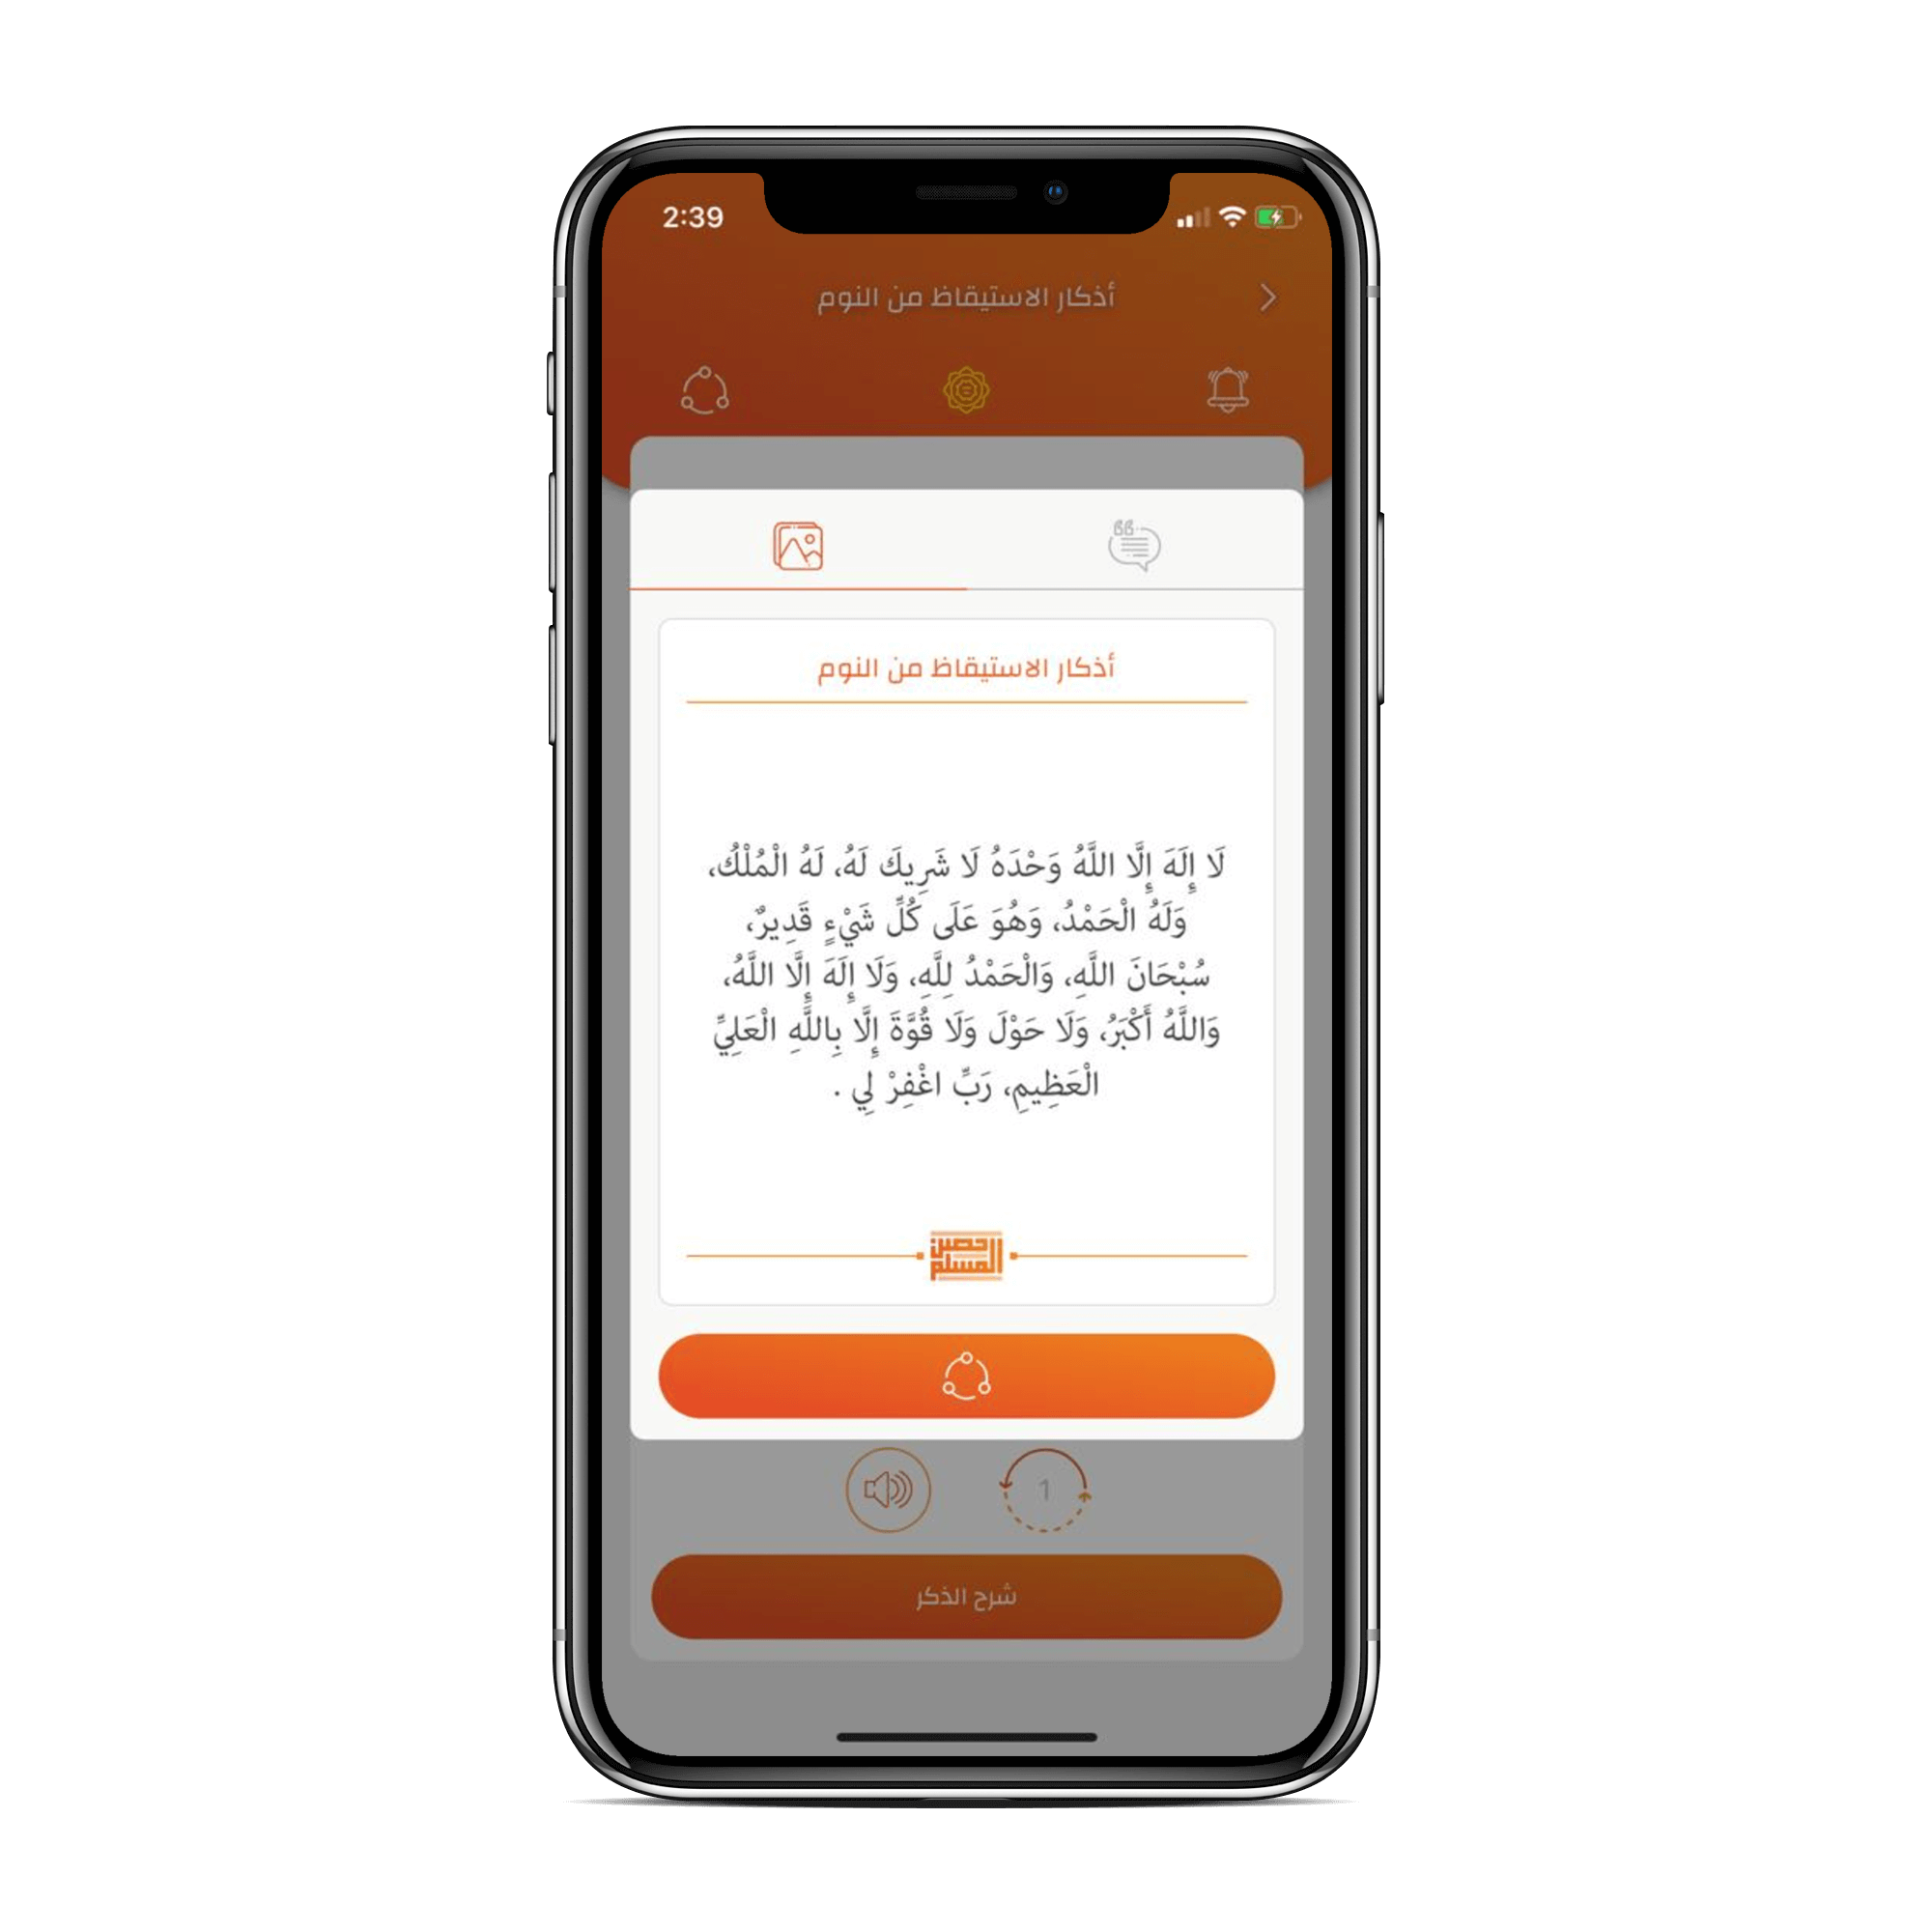 2:39
أذكار الاستيقاظ من النوم
أذكار الاستيقاظ من النوم
لَا إِلَهَ إِلَّا اللَّهُ وَحْدَهُ لَا شَرِيكَ لَهُ، لَهُ الْمُلْكُ،
وَلَهُ الْحَمْدُ، وَهُوَ عَلَى كُلِّ شَيْءٍ قَدِيرٌ،
سُبْحَانَ اللَّهِ، وَالْحَمْدُ لِلَّهِ، وَلَا إِلَهَ إِلَّا اللَّهُ،
وَاللَّهُ أَكْبَرُ، وَلَا حَوْلَ وَلَا قُوَّةَ إِلَّا بِاللَّهِ الْعَلِيِّ
الْعَظِيمِ، رَبِّ اغْفِرْ لِي .
حصن
المسلم
1
شرح الذكر